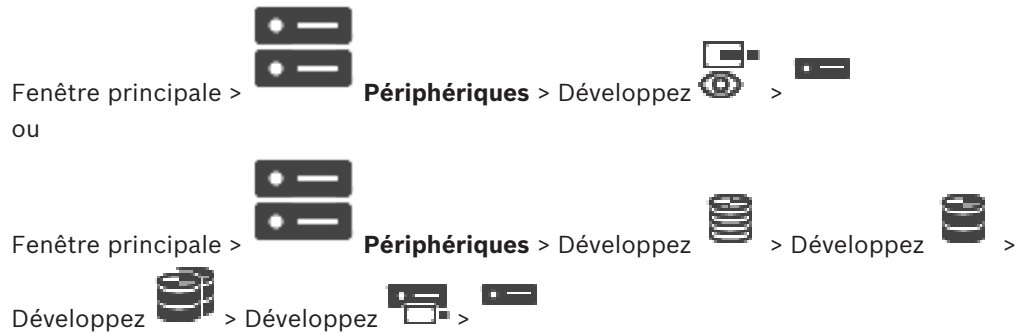 Fenêtre principale > Périphériques > Développez >
ou
Fenêtre principale > Périphériques > Développez > Développez >
Développez > Développez >